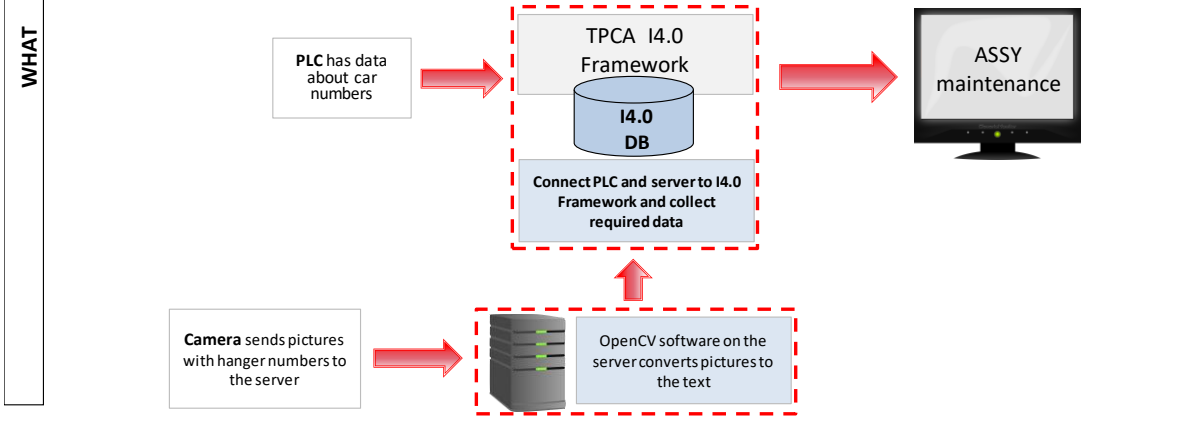 WHAT
PLC has data
about car
numbers
TPCA I4.0
Framework
I4.0
DB
Connect PLC and server to I4.0
Framework and collect
required data
ASSY
maintenance
Camera sends pictures
with hanger numbers to
the server
OpenCV software on the
server converts pictures to
the text